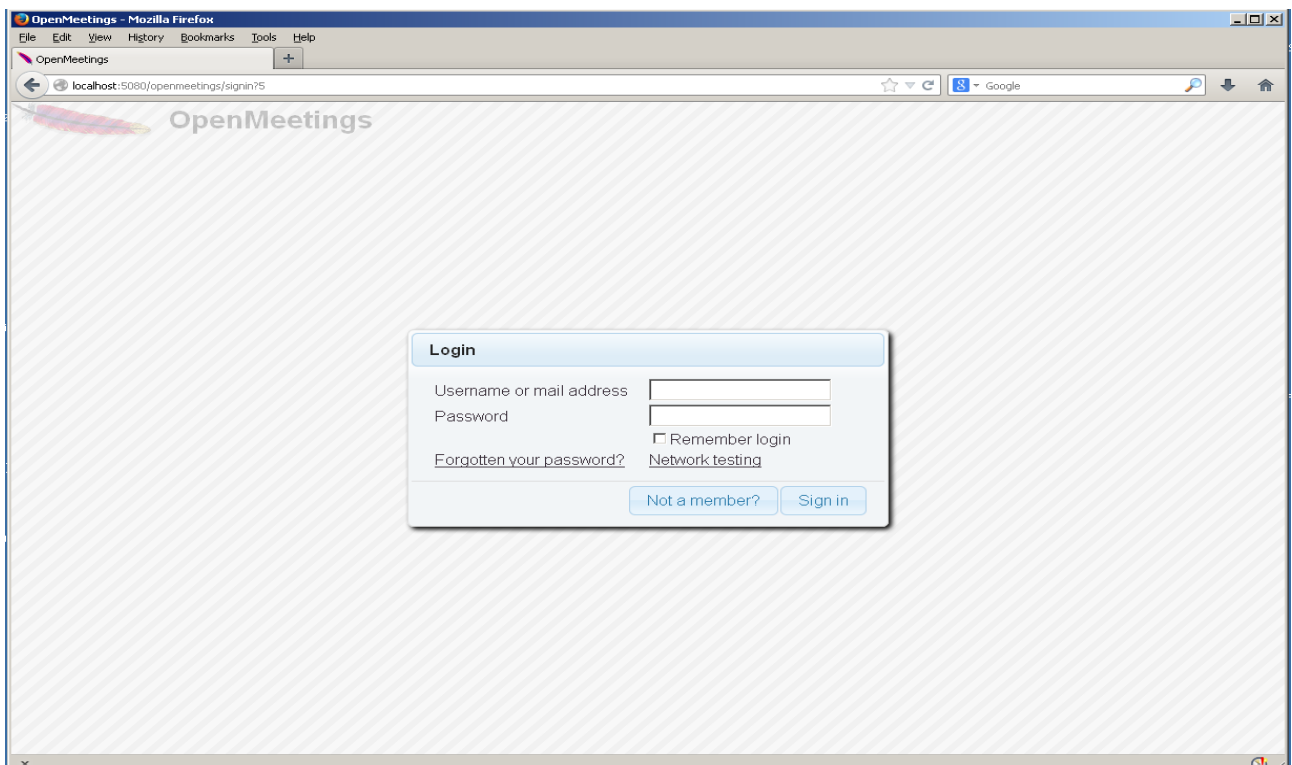 OpenMeetings - Mozilla Firefox
File Edit View History Bookmarks Tools Help
OpenMeetings +
localhost:5080/openmeetings/signin?5 8 Google
OpenMeetings
Login
Username or mail address
Password
Remember login
Forgotten your password? Network testing
Not a member? Sign in
x